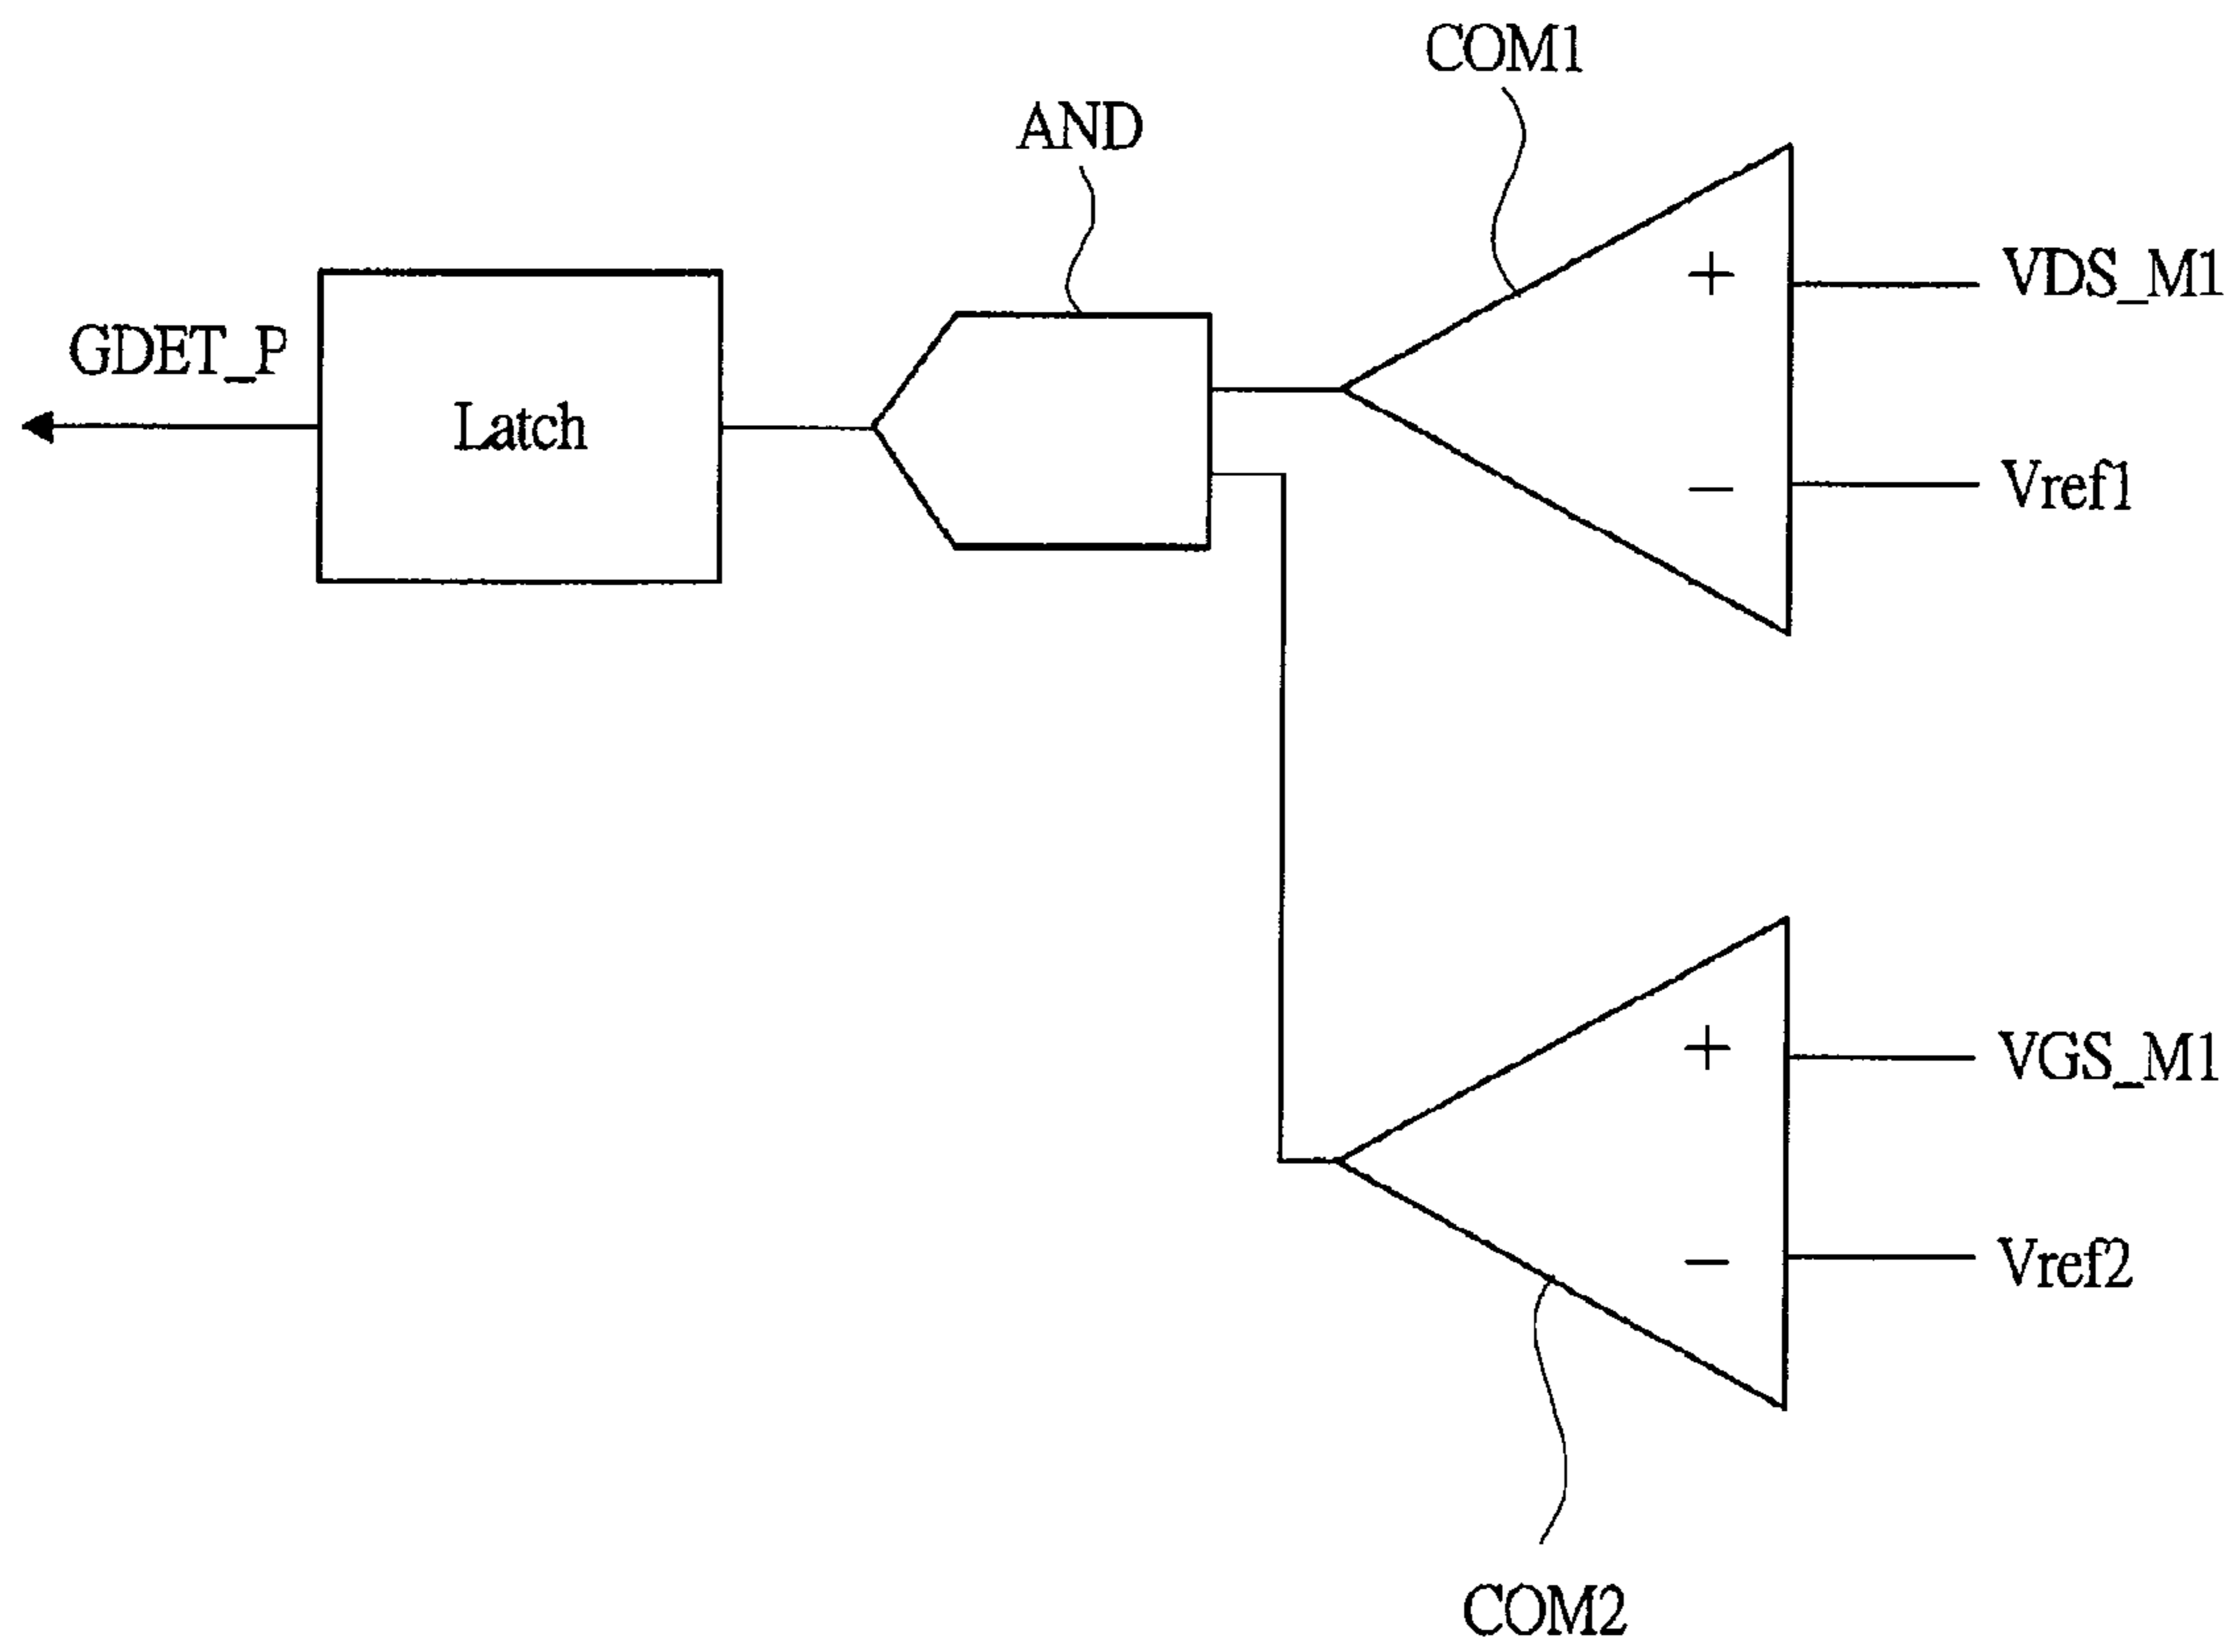 COM1
AND
VDS_M1
GDET_P
Latch
+
−
Vref1
+
VGS_M1
−
Vref2
COM2